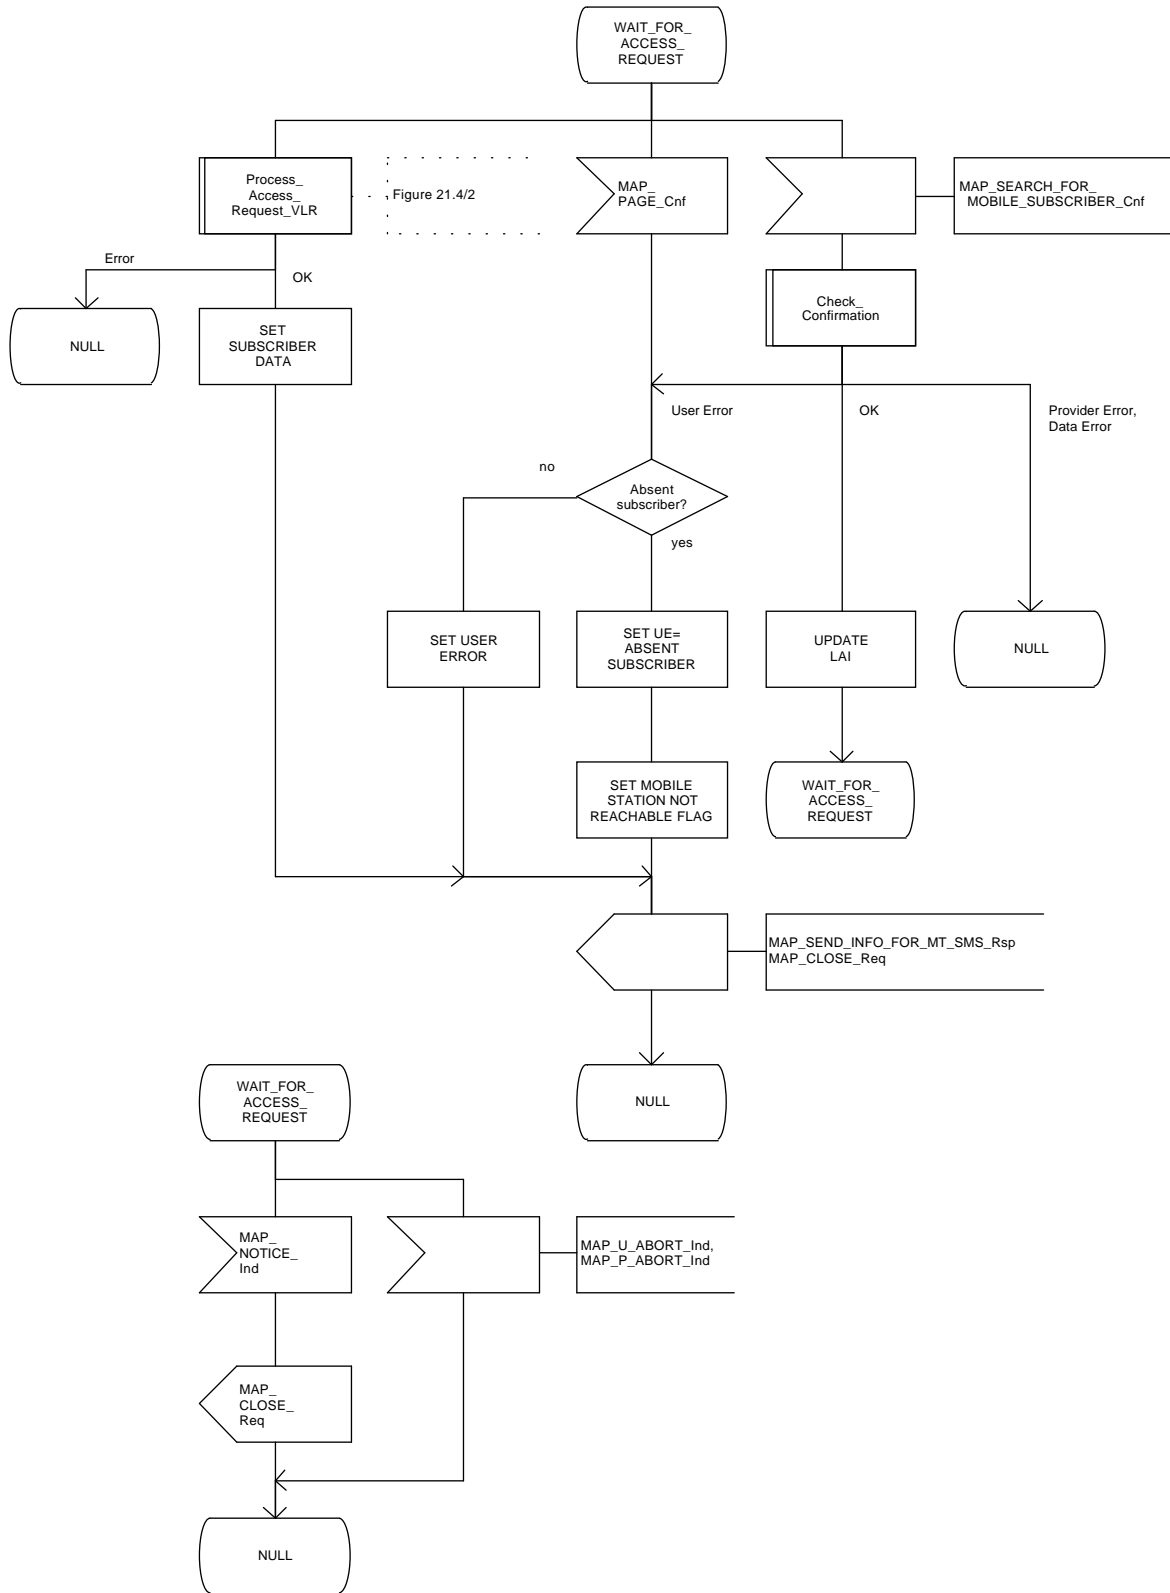 WAIT_FOR_
ACCESS_
REQUEST
Process_
Access_
Request_VLR
Figure 21.4/2
MAP_
PAGE_Cnf
MAP_SEARCH_FOR_
MOBILE_SUBSCRIBER_Cnf
Error
OK
NULL
SET
SUBSCRIBER
DATA
Check_
Confirmation
User Error
OK
Provider Error,
Data Error
no
Absent
subscriber?
yes
SET USER
ERROR
SET UE=
ABSENT
SUBSCRIBER
UPDATE
LAI
NULL
SET MOBILE
STATION NOT
REACHABLE FLAG
WAIT_FOR_
ACCESS_
REQUEST
MAP_SEND_INFO_FOR_MT_SMS_Rsp
MAP_CLOSE_Req
NULL
WAIT_FOR_
ACCESS_
REQUEST
MAP_
NOTICE_
Ind
MAP_U_ABORT_Ind,
MAP_P_ABORT_Ind
MAP_
CLOSE_
Req
NULL